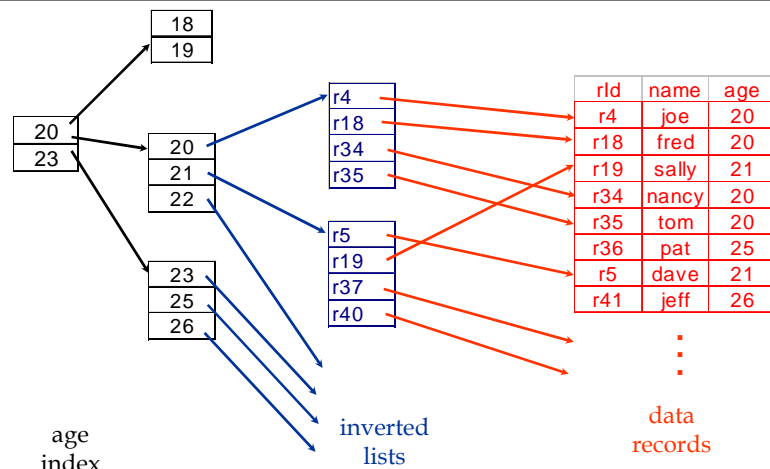 18
19
20
23
20
21
22
23
25
26
age
index
r4
r18
r34
r35
r5
r19
r37
r40
inverted
lists
rId name age
r4 joe 20
r18 fred 20
r19 sally 21
r34 nancy 20
r35 tom 20
r36 pat 25
r5 dave 21
r41 jeff 26
data
records